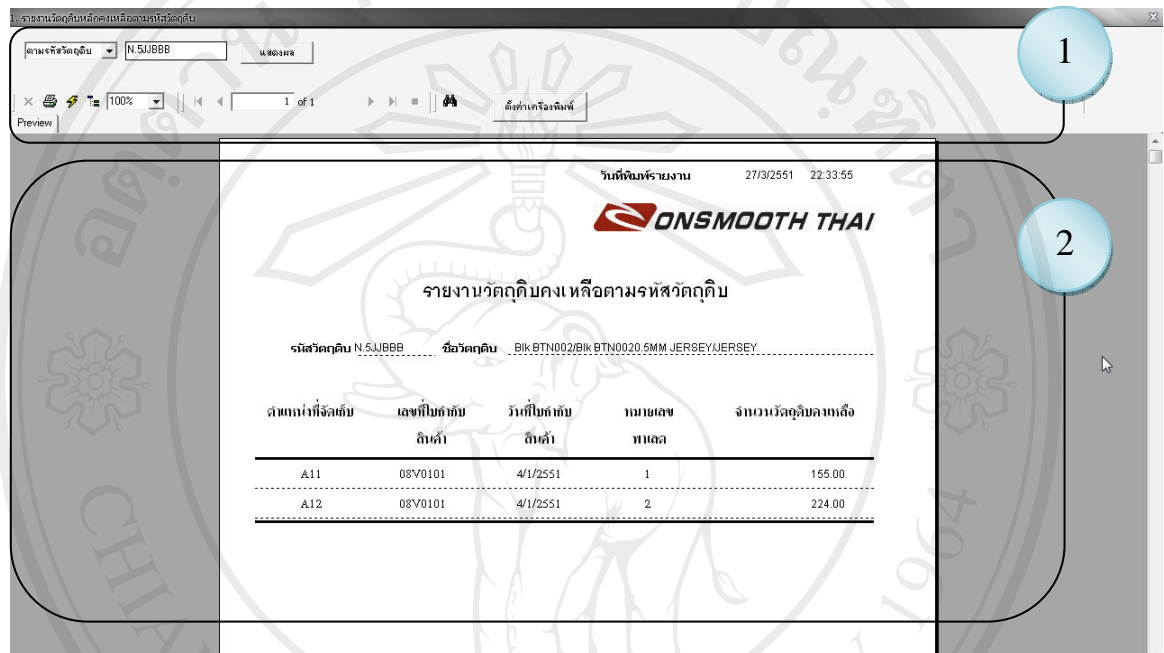 1. รายงานวัตถุดิบหลักคงเหลือตามรหัสวัตถุดิบ
ตามรหัสวัตถุดิบ N.5JJBBB แสดงผล
1
100% 1 of 1 ตั้งค่าเครื่องพิมพ์
Preview
วันที่พิมพ์รายงาน 27/3/2551 22:33:55
ONSMOOTH THAI
2
รายงานวัตถุดิบคงเหลือตามรหัสวัตถุดิบ
รหัสวัตถุดิบ N.5JJBBB ชื่อวัตถุดิบ Blk BTN002/Blk BTN0020.5MM JERSEY/JERSEY
ตำแหน่งที่จัดเก็บ เลขที่ใบกำกับ วันที่ใบกำกับ หมายเลข จำนวนวัตถุดิบคงเหลือ
สินค้า สินค้า พาเลต
A11 08V0101 4/1/2551 1 155.00
A12 08V0101 4/1/2551 2 224.00